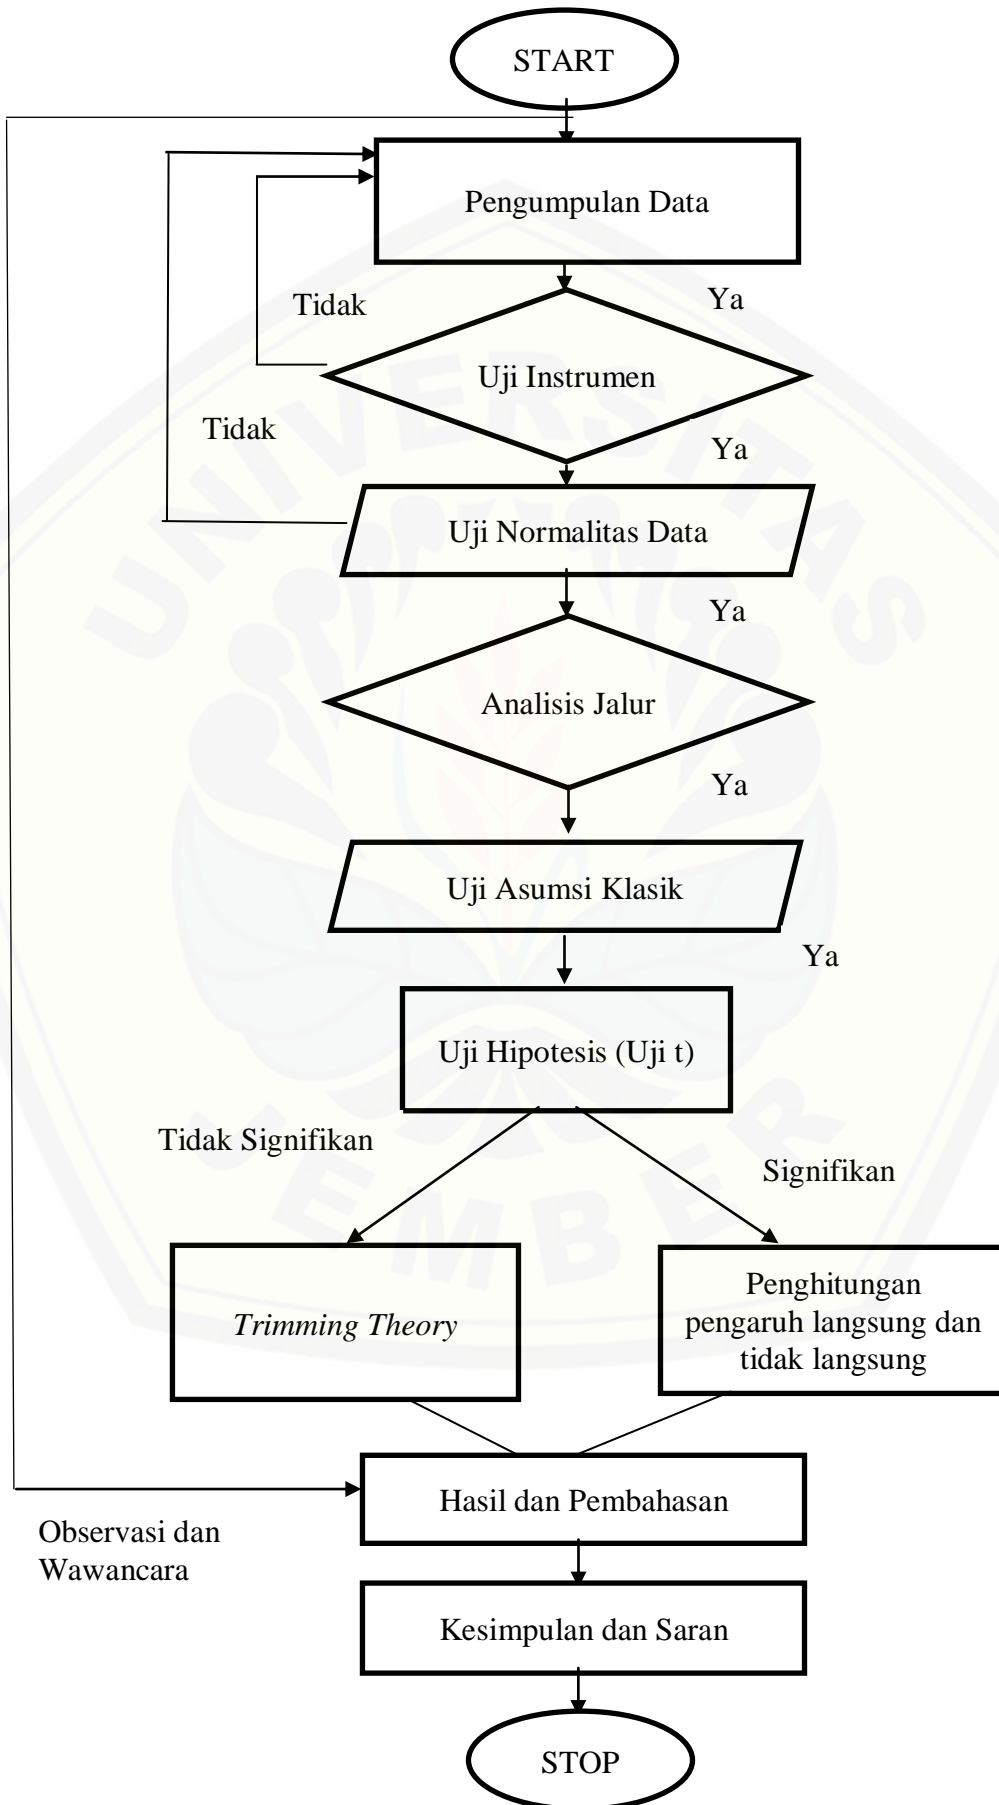 START
Pengumpulan Data
Tidak
Ya
Uji Instrumen
Tidak
Ya
Uji Normalitas Data
Ya
Analisis Jalur
Ya
Uji Asumsi Klasik
Ya
Uji Hipotesis (Uji t)
Tidak Signifikan
Signifikan
Trimming Theory
Penghitungan
pengaruh langsung dan
tidak langsung
Hasil dan Pembahasan
Observasi dan
Wawancara
Kesimpulan dan Saran
STOP
UNIVERSITAS
JEMBER